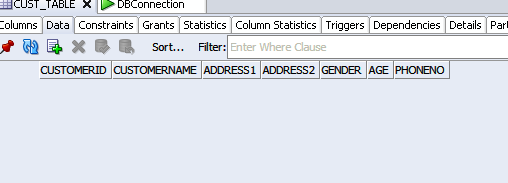 CUST_TABLE DBConnection
Columns Data Constraints Grants Statistics Column Statistics Triggers Dependencies Details Part
Sort... Filter: Enter Where Clause
CUSTOMERID CUSTOMERNAME ADDRESS1 ADDRESS2 GENDER AGE PHONENO